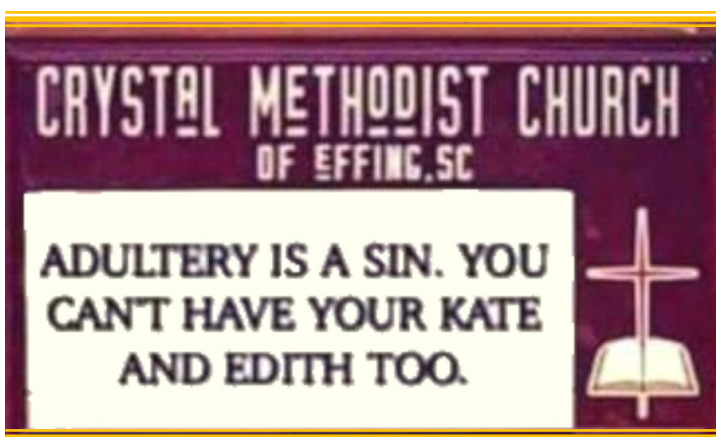 CRYSTAL METHODIST CHURCH
OF EFFING, SC
ADULTERY IS A SIN. YOU
CAN'T HAVE YOUR KATE
AND EDITH TOO.